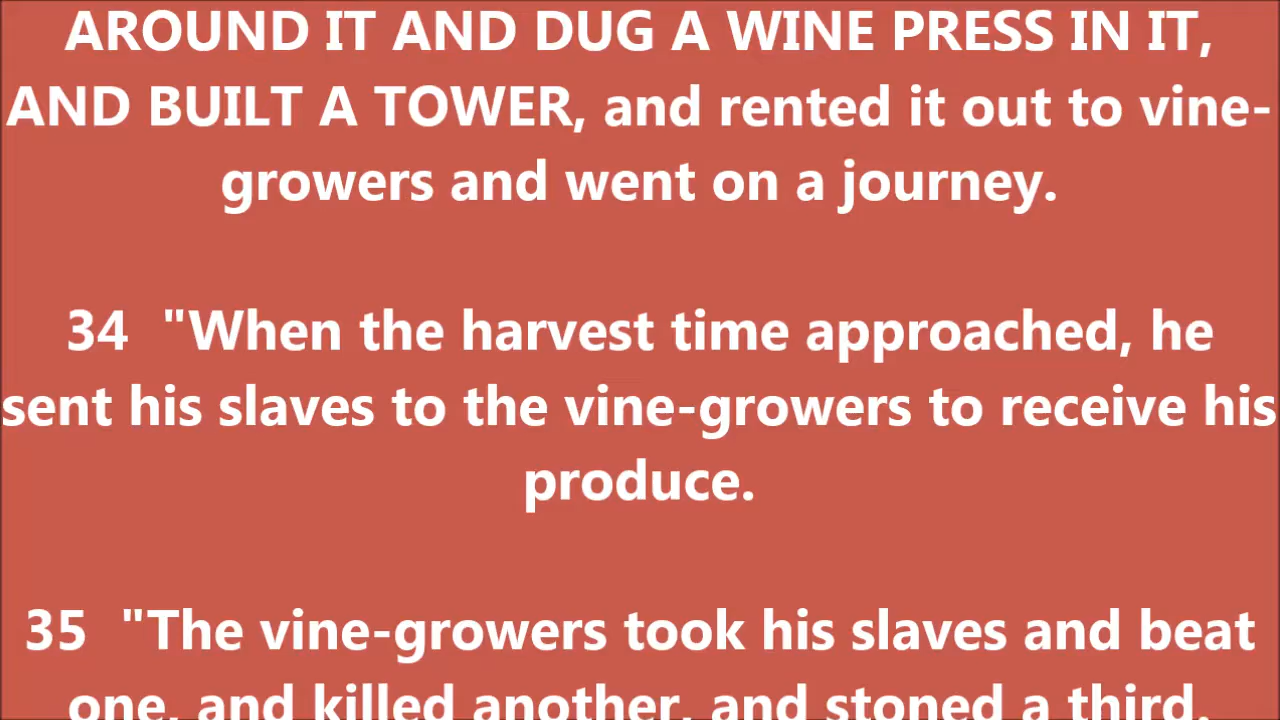 AROUND IT AND DUG A WINE PRESS IN IT,
AND BUILT A TOWER, and rented it out to vine-
growers and went on a journey.
34 "When the harvest time approached, he
sent his slaves to the vine-growers to receive his
produce.
35 "The vine-growers took his slaves and beat
one, and killed another, and stoned a third.